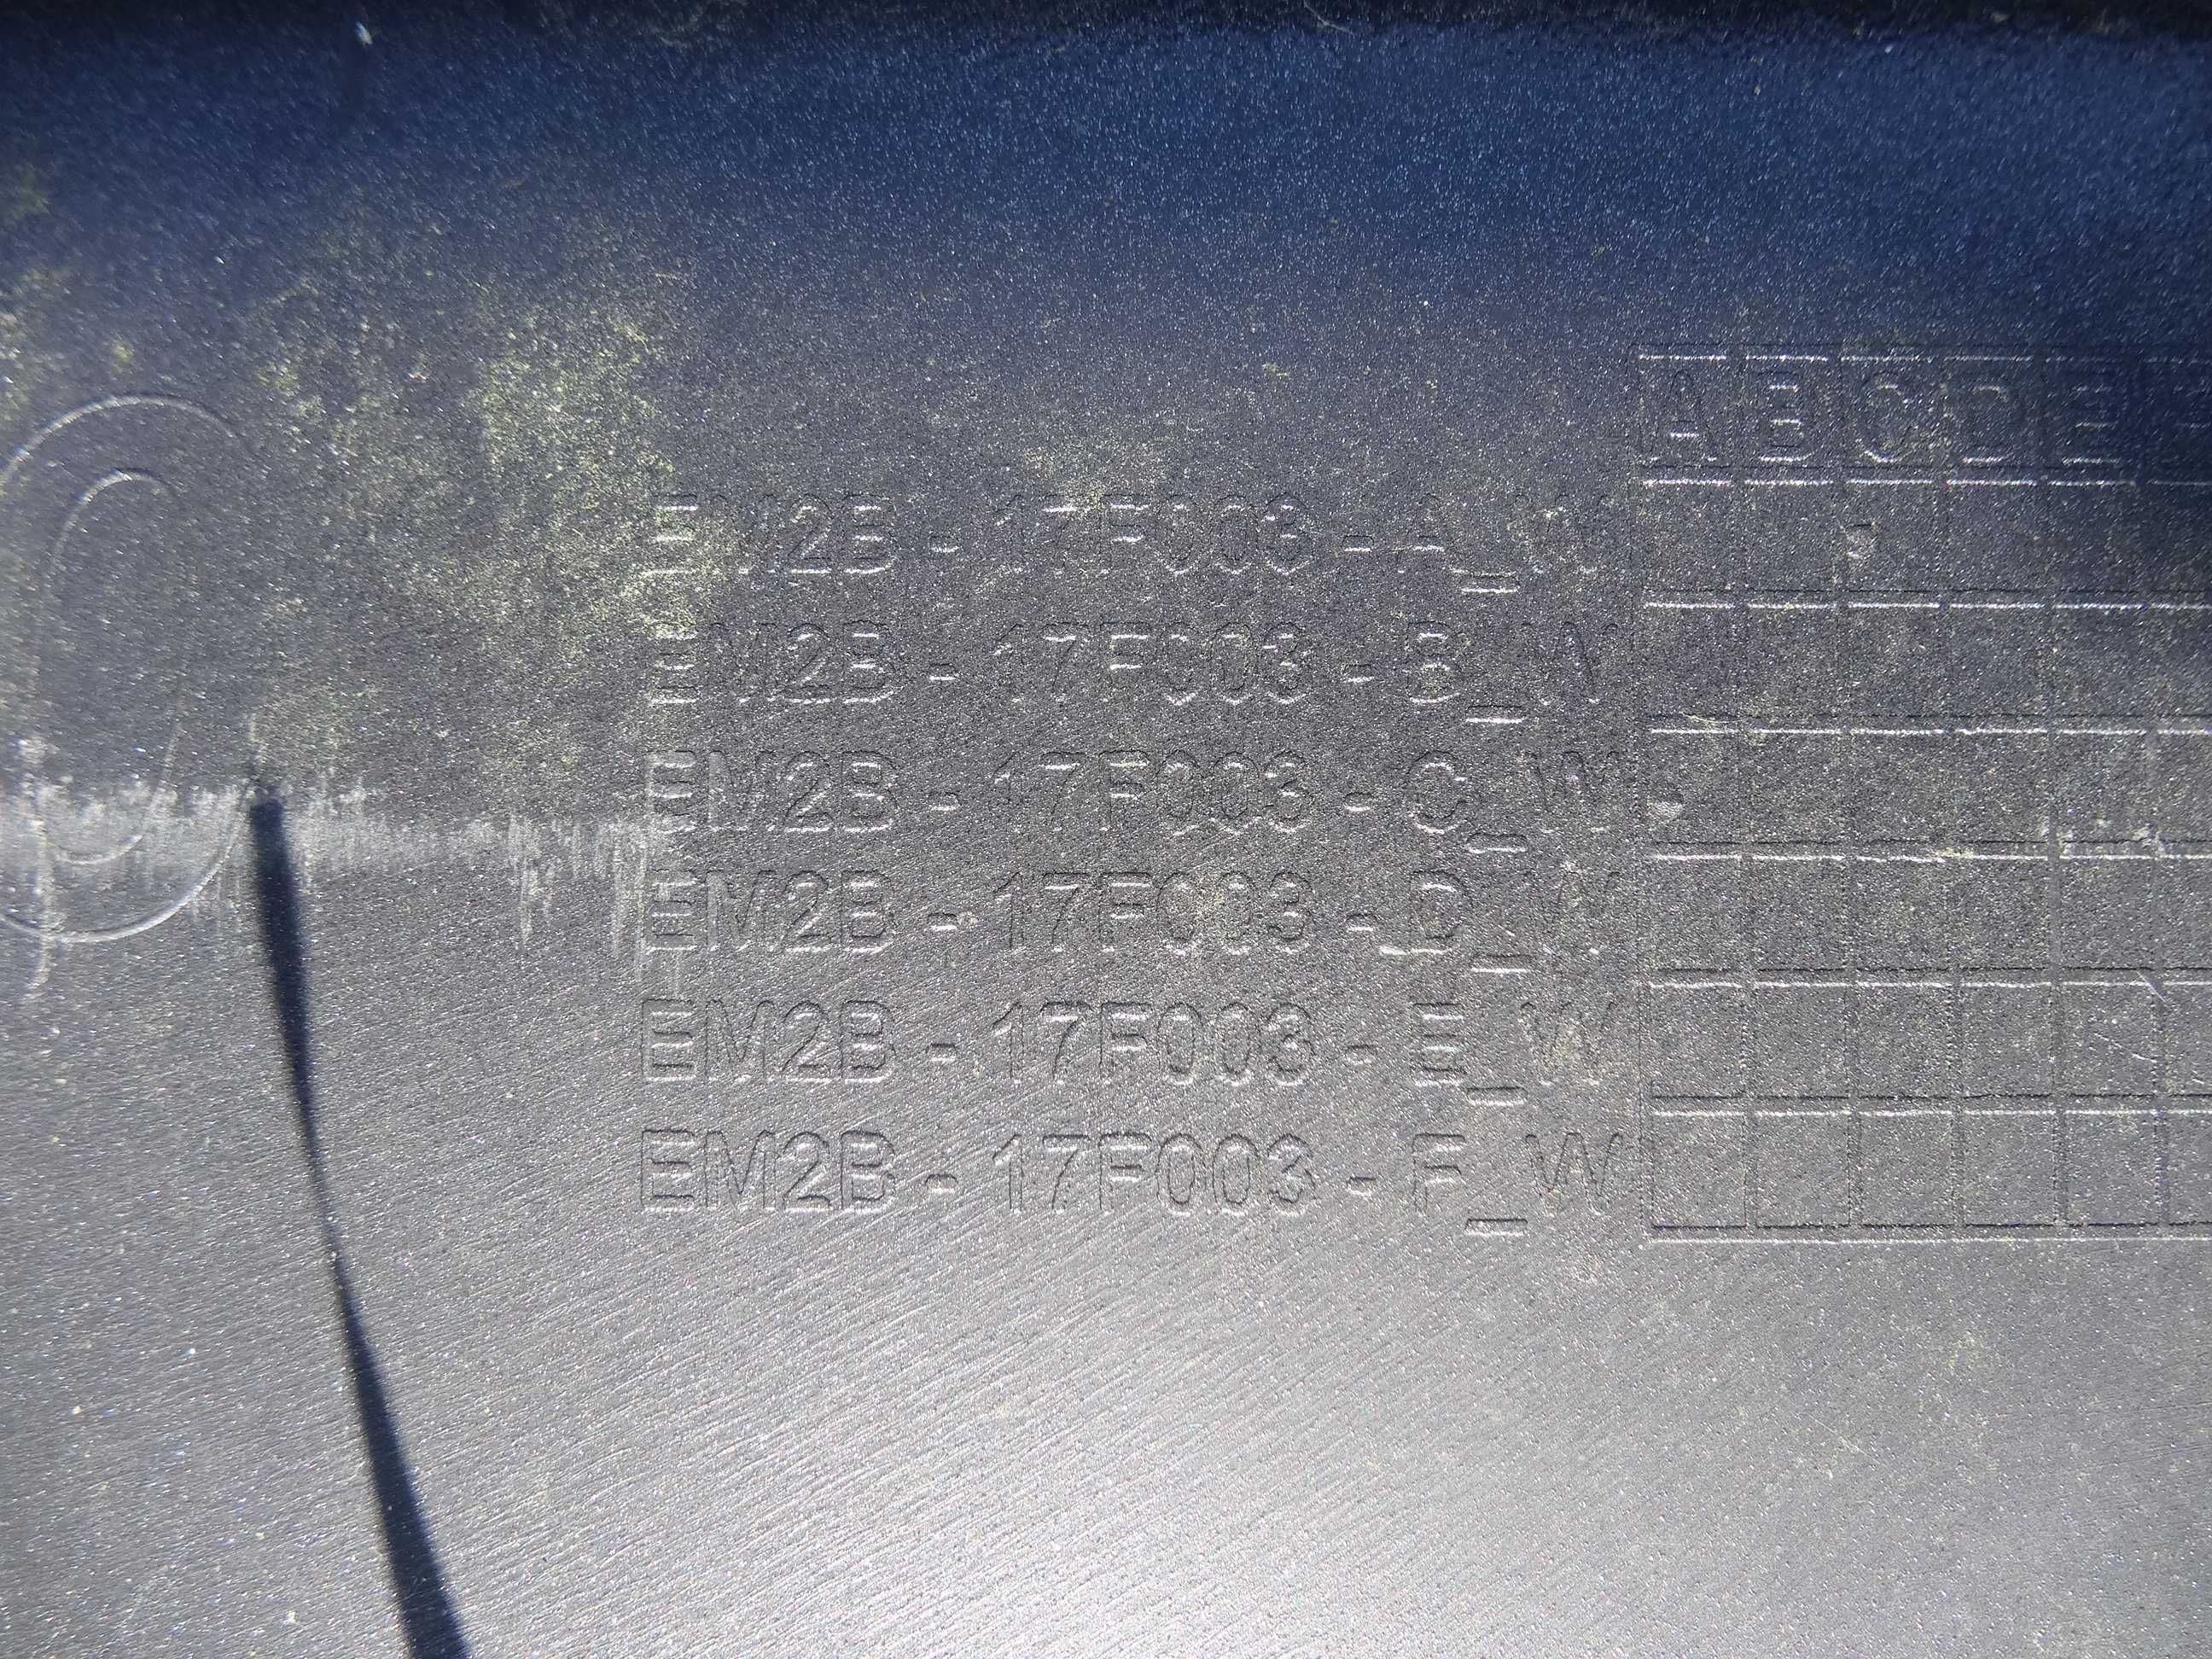 A B C D E
EM2B - 17F003 - A_W
EM2B - 17F003 - B_W
EM2B - 17F003 - C_W
EM2B - 17F003 - D_W
EM2B - 17F003 - E_W
EM2B - 17F003 - F_W